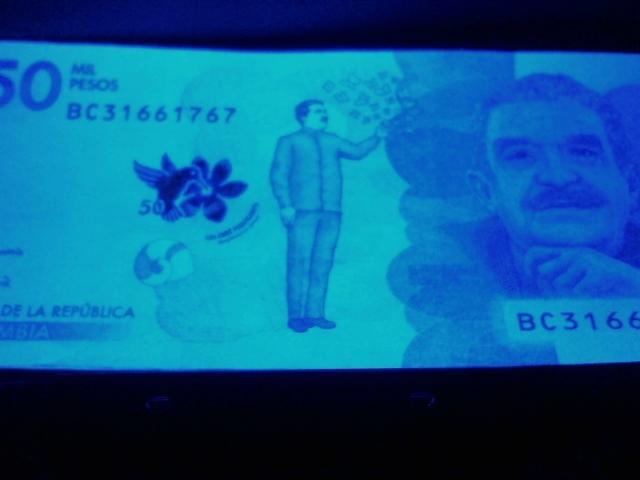 50 MIL
PESOS
BC31661767
50
DE LA REPÚBLICA
MBIA
BC3166